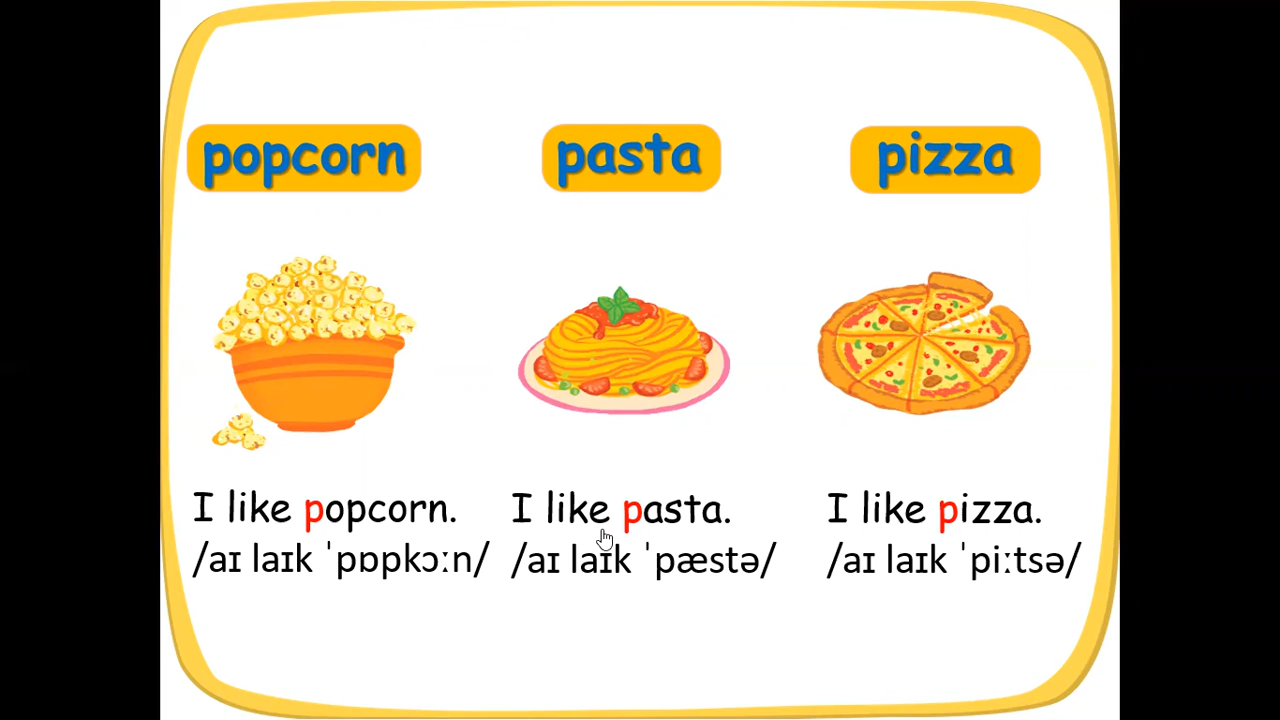 popcorn
pasta
pizza
I like popcorn.
/aɪ laɪk ˈpɒpkɔːn/
I like pasta.
/aɪ laɪk ˈpæstə/
I like pizza.
/aɪ laɪk ˈpiːtsə/